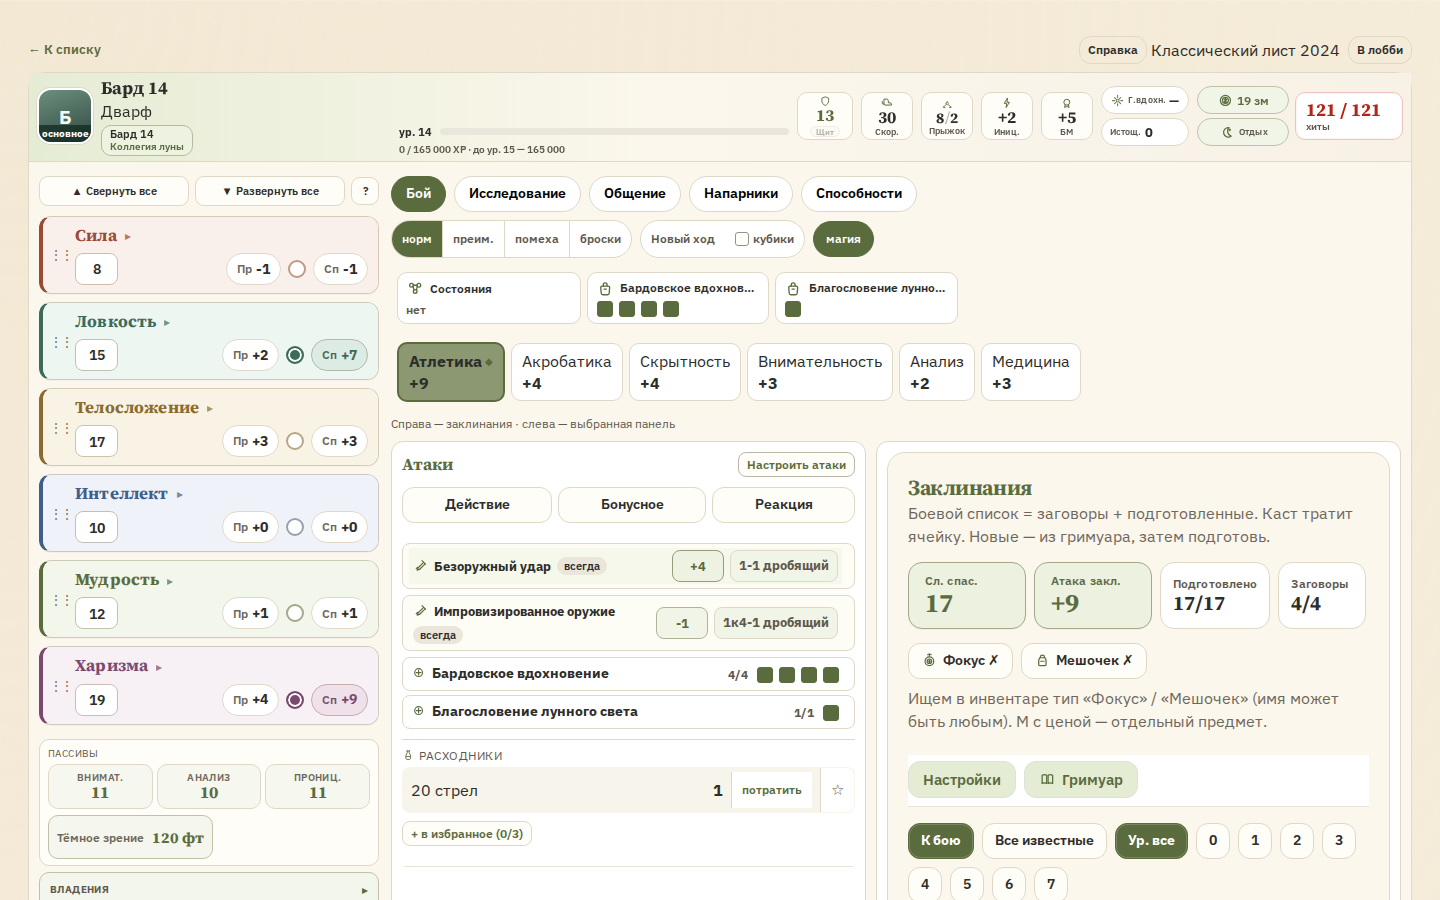 ← К списку
Справка Классический лист 2024 В лобби
Б
основное
Бард 14
Дварф
Бард 14
Коллегия луны
ур. 14
0 / 165 000 XP · до ур. 15 — 165 000
13
Щит
30
Скор.
8/2
Прыжок
+2
Иниц.
+5
БМ
Г.вдохн. —
Истощ. 0
19 зм
Отдых
121 / 121
хиты
▲ Свернуть все ▼ Развернуть все ?
Сила ▸
8 Пр -1 Сп -1
Ловкость ▸
15 Пр +2 Сп +7
Телосложение ▸
17 Пр +3 Сп +3
Интеллект ▸
10 Пр +0 Сп +0
Мудрость ▸
12 Пр +1 Сп +1
Харизма ▸
19 Пр +4 Сп +9
ПАССИВЫ
ВНИМАТ.
11
АНАЛИЗ
10
ПРОНИЦ.
11
Тёмное зрение 120 фт
ВЛАДЕНИЯ ▸
Бой Исследование Общение Напарники Способности
норм преим. помеха броски Новый ход кубики магия
Состояния
нет
Бардовское вдохнов...
Благословение лунно...
Атлетика ◆
+9
Акробатика
+4
Скрытность
+4
Внимательность
+3
Анализ
+2
Медицина
+3
Справа — заклинания · слева — выбранная панель
Атаки Настроить атаки
Действие Бонусное Реакция
Безоружный удар всегда +4 1-1 дробящий
Импровизированное оружие
всегда
-1 1к4-1 дробящий
Бардовское вдохновение 4/4
Благословение лунного света 1/1
РАСХОДНИКИ
20 стрел 1 потратить ☆
+ в избранное (0/3)
Заклинания
Боевой список = заговоры + подготовленные. Каст тратит
ячейку. Новые — из гримуара, затем подготовь.
Сл. спас.
17
Атака закл.
+9
Подготовлено
17/17
Заговоры
4/4
Фокус ✗ Мешочек ✗
Ищем в инвентаре тип «Фокус» / «Мешочек» (имя может
быть любым). М с ценой — отдельный предмет.
Настройки Гримуар
К бою Все известные Ур. все 0 1 2 3
4 5 6 7